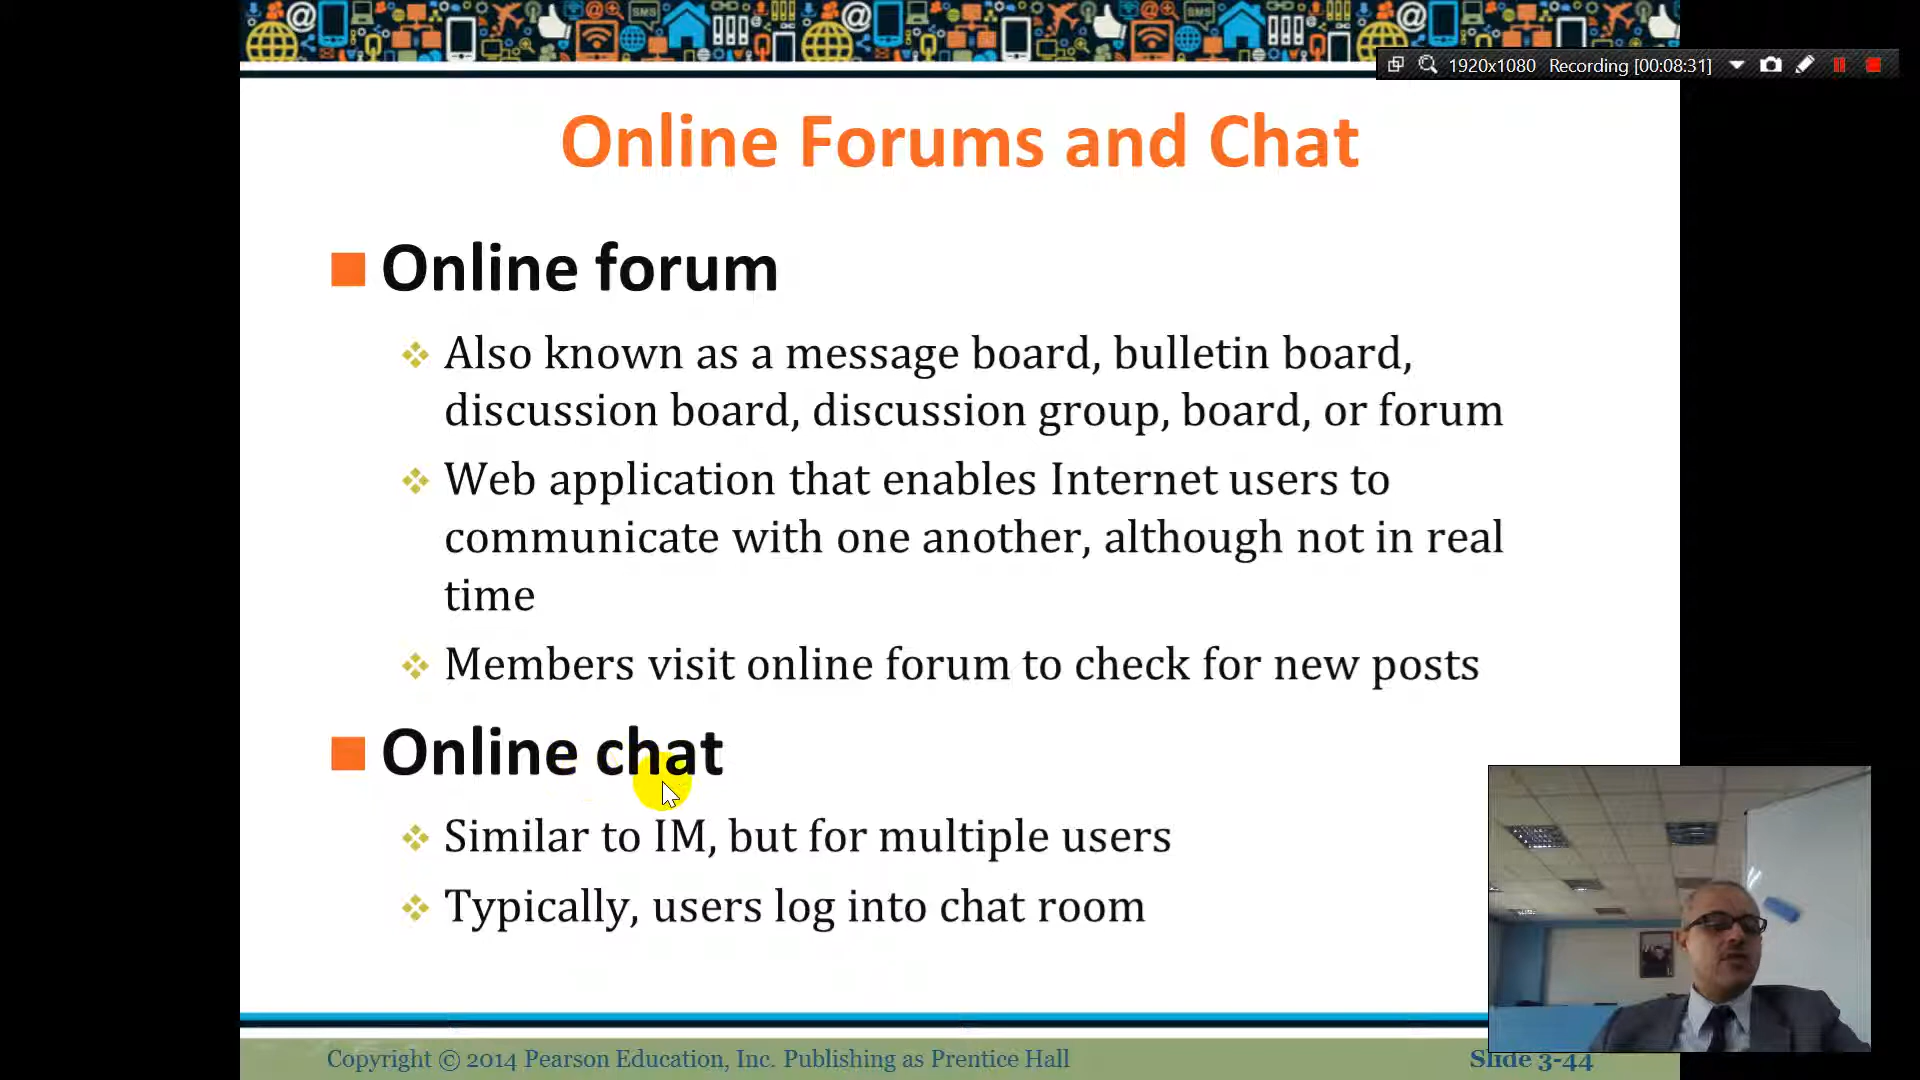 SMS
SMS
1920x1080 Recording [00:08:31]
Online Forums and Chat
Online forum
Also known as a message board, bulletin board,
discussion board, discussion group, board, or forum
Web application that enables Internet users to
communicate with one another, although not in real
time
Members visit online forum to check for new posts
Online chat
Similar to IM, but for multiple users
Typically, users log into chat room
Copyright © 2014 Pearson Education, Inc. Publishing as Prentice Hall
Slide 3-44